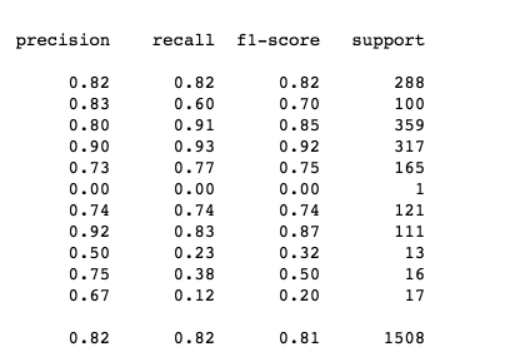 precision recall f1-score support
0.82 0.82 0.82 288
0.83 0.60 0.70 100
0.80 0.91 0.85 359
0.90 0.93 0.92 317
0.73 0.77 0.75 165
0.00 0.00 0.00 1
0.74 0.74 0.74 121
0.92 0.83 0.87 111
0.50 0.23 0.32 13
0.75 0.38 0.50 16
0.67 0.12 0.20 17
0.82 0.82 0.81 1508